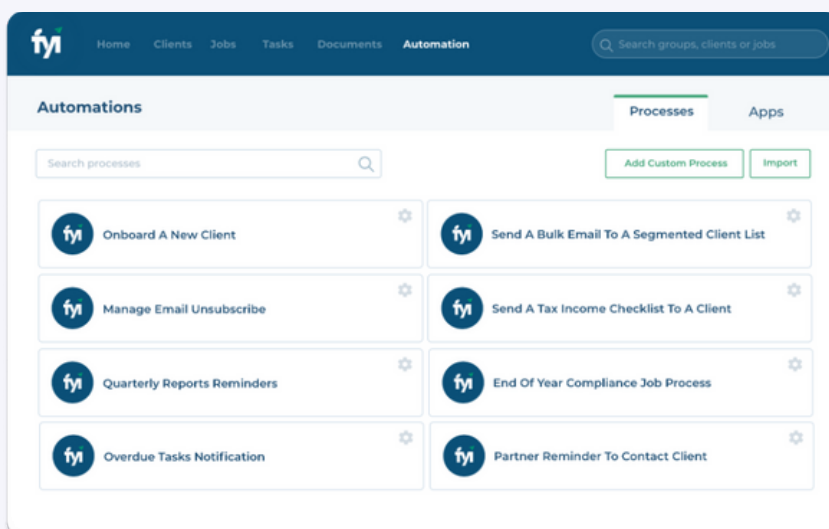 fyi Home Clients Jobs Tasks Documents Automation Search groups, clients or jobs
Automations Processes Apps
Search processes Add Custom Process Import
fyi Onboard A New Client fyi Send A Bulk Email To A Segmented Client List
fyi Manage Email Unsubscribe fyi Send A Tax Income Checklist To A Client
fyi Quarterly Reports Reminders fyi End Of Year Compliance Job Process
fyi Overdue Tasks Notification fyi Partner Reminder To Contact Client